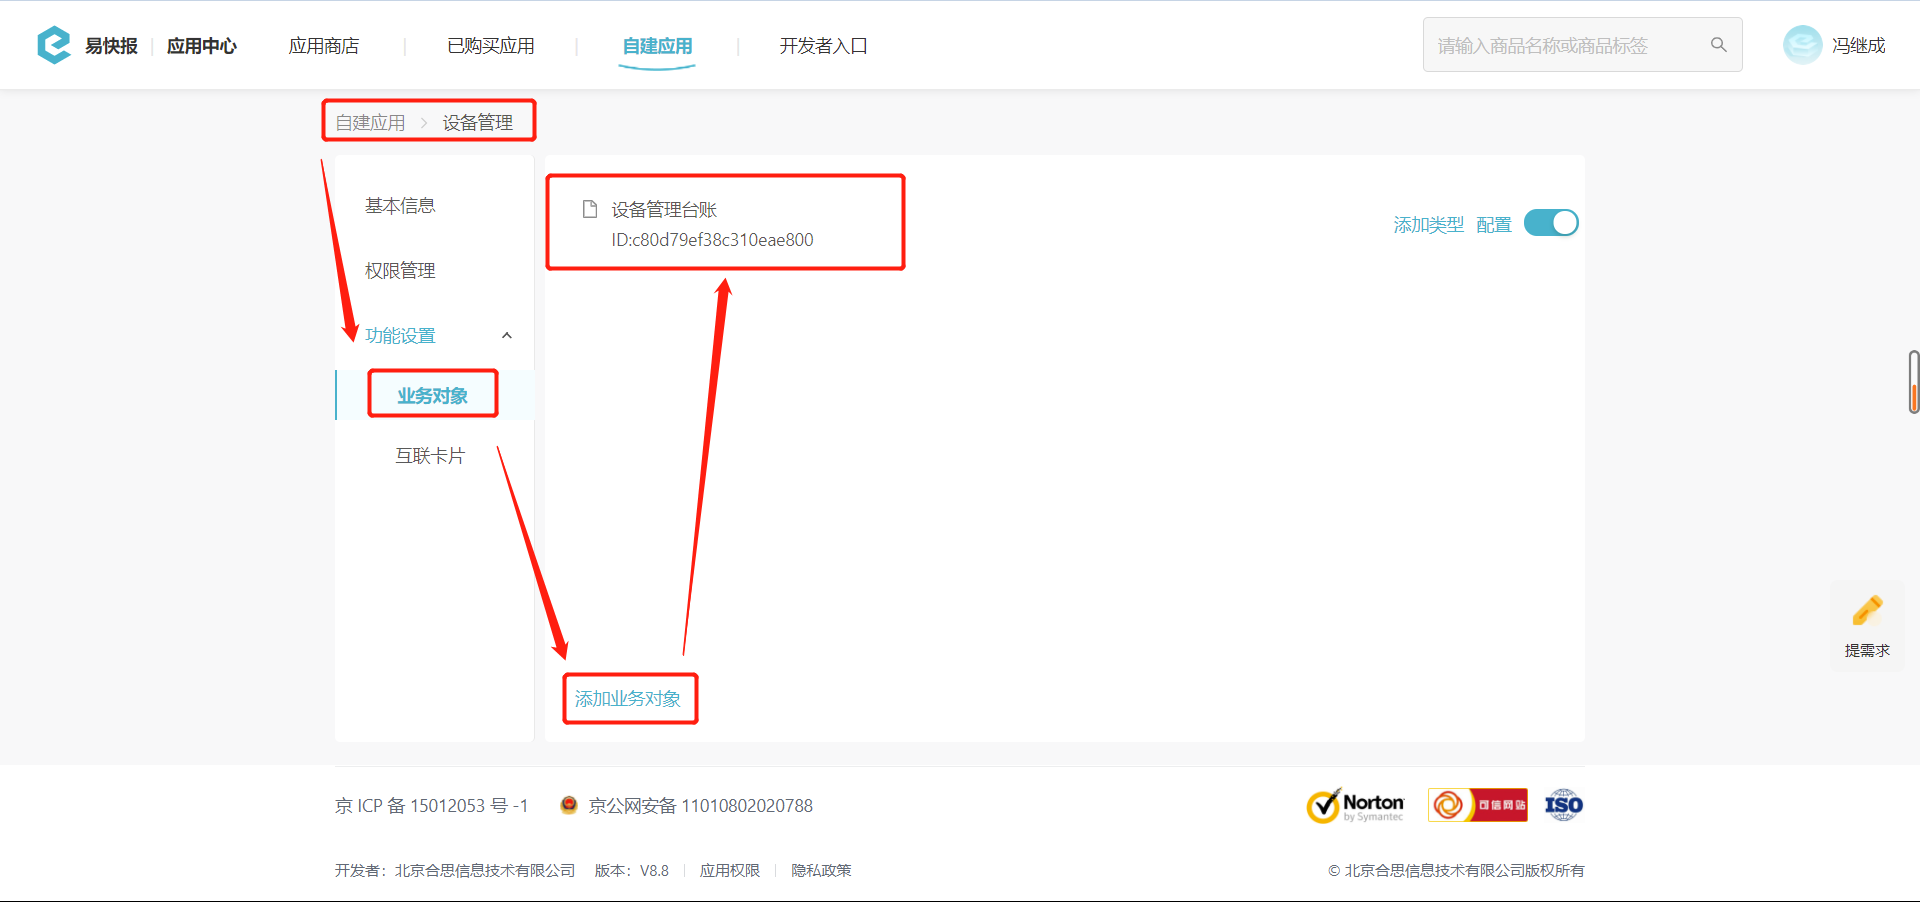 易快报 应用中心 应用商店 已购买应用 自建应用 开发者入口 请输入商品名称或商品标签 冯继成
自建应用 > 设备管理
基本信息
权限管理
功能设置
业务对象
互联卡片
设备管理台账
ID:c80d79ef38c310eae800
添加类型 配置
添加业务对象
提需求
京 ICP 备 15012053 号 -1 京公网安备 11010802020788
Norton
by Symantec
可信网站
ISO
开发者：北京合思信息技术有限公司 版本：V8.8 应用权限 隐私政策
© 北京合思信息技术有限公司版权所有